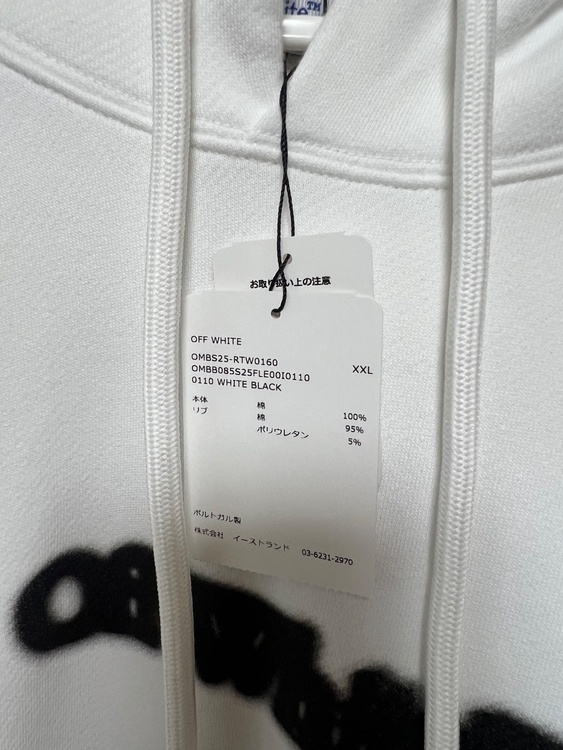 ite™
お取り扱い上の注意
OFF WHITE
OMBS25-RTW0160 XXL
OMBB085S25FLE00I0110
0110 WHITE BLACK
本体 綿 100%
リブ 綿 95%
ポリウレタン 5%
ポルトガル製
株式会社 イーストランド 03-6231-2970